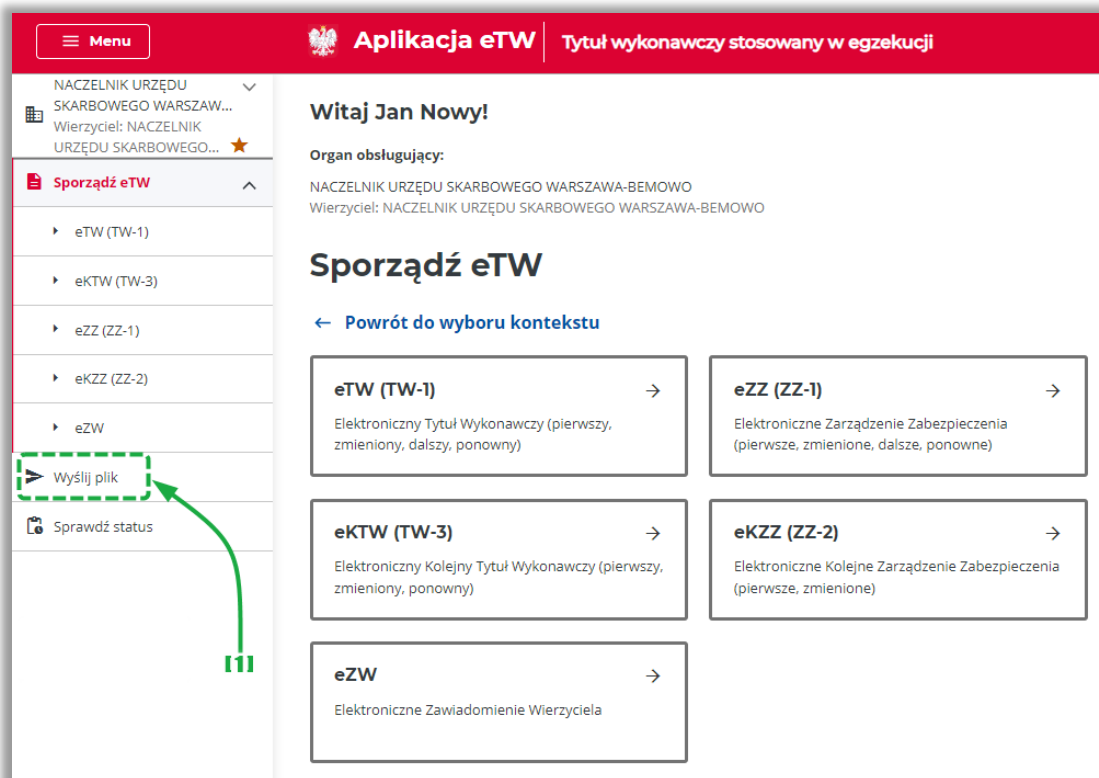 Menu
Aplikacja eTW
Tytuł wykonawczy stosowany w egzekucji
NACZELNIK URZĘDU
SKARBOWEGO WARSZAW...
Wierzyciel: NACZELNIK
URZĘDU SKARBOWEGO...
Sporządź eTW
eTW (TW-1)
eKTW (TW-3)
eZZ (ZZ-1)
eKZZ (ZZ-2)
eZW
Wyślij plik
Sprawdź status
[1]
Witaj Jan Nowy!
Organ obsługujący:
NACZELNIK URZĘDU SKARBOWEGO WARSZAWA-BEMOWO
Wierzyciel: NACZELNIK URZĘDU SKARBOWEGO WARSZAWA-BEMOWO
Sporządź eTW
Powrót do wyboru kontekstu
eTW (TW-1)
Elektroniczny Tytuł Wykonawczy (pierwszy,
zmieniony, dalszy, ponowny)
eZZ (ZZ-1)
Elektroniczne Zarządzenie Zabezpieczenia
(pierwsze, zmienione, dalsze, ponowne)
eKTW (TW-3)
Elektroniczny Kolejny Tytuł Wykonawczy (pierwszy,
zmieniony, ponowny)
eKZZ (ZZ-2)
Elektroniczne Kolejne Zarządzenie Zabezpieczenia
(pierwsze, zmienione)
eZW
Elektroniczne Zawiadomienie Wierzyciela